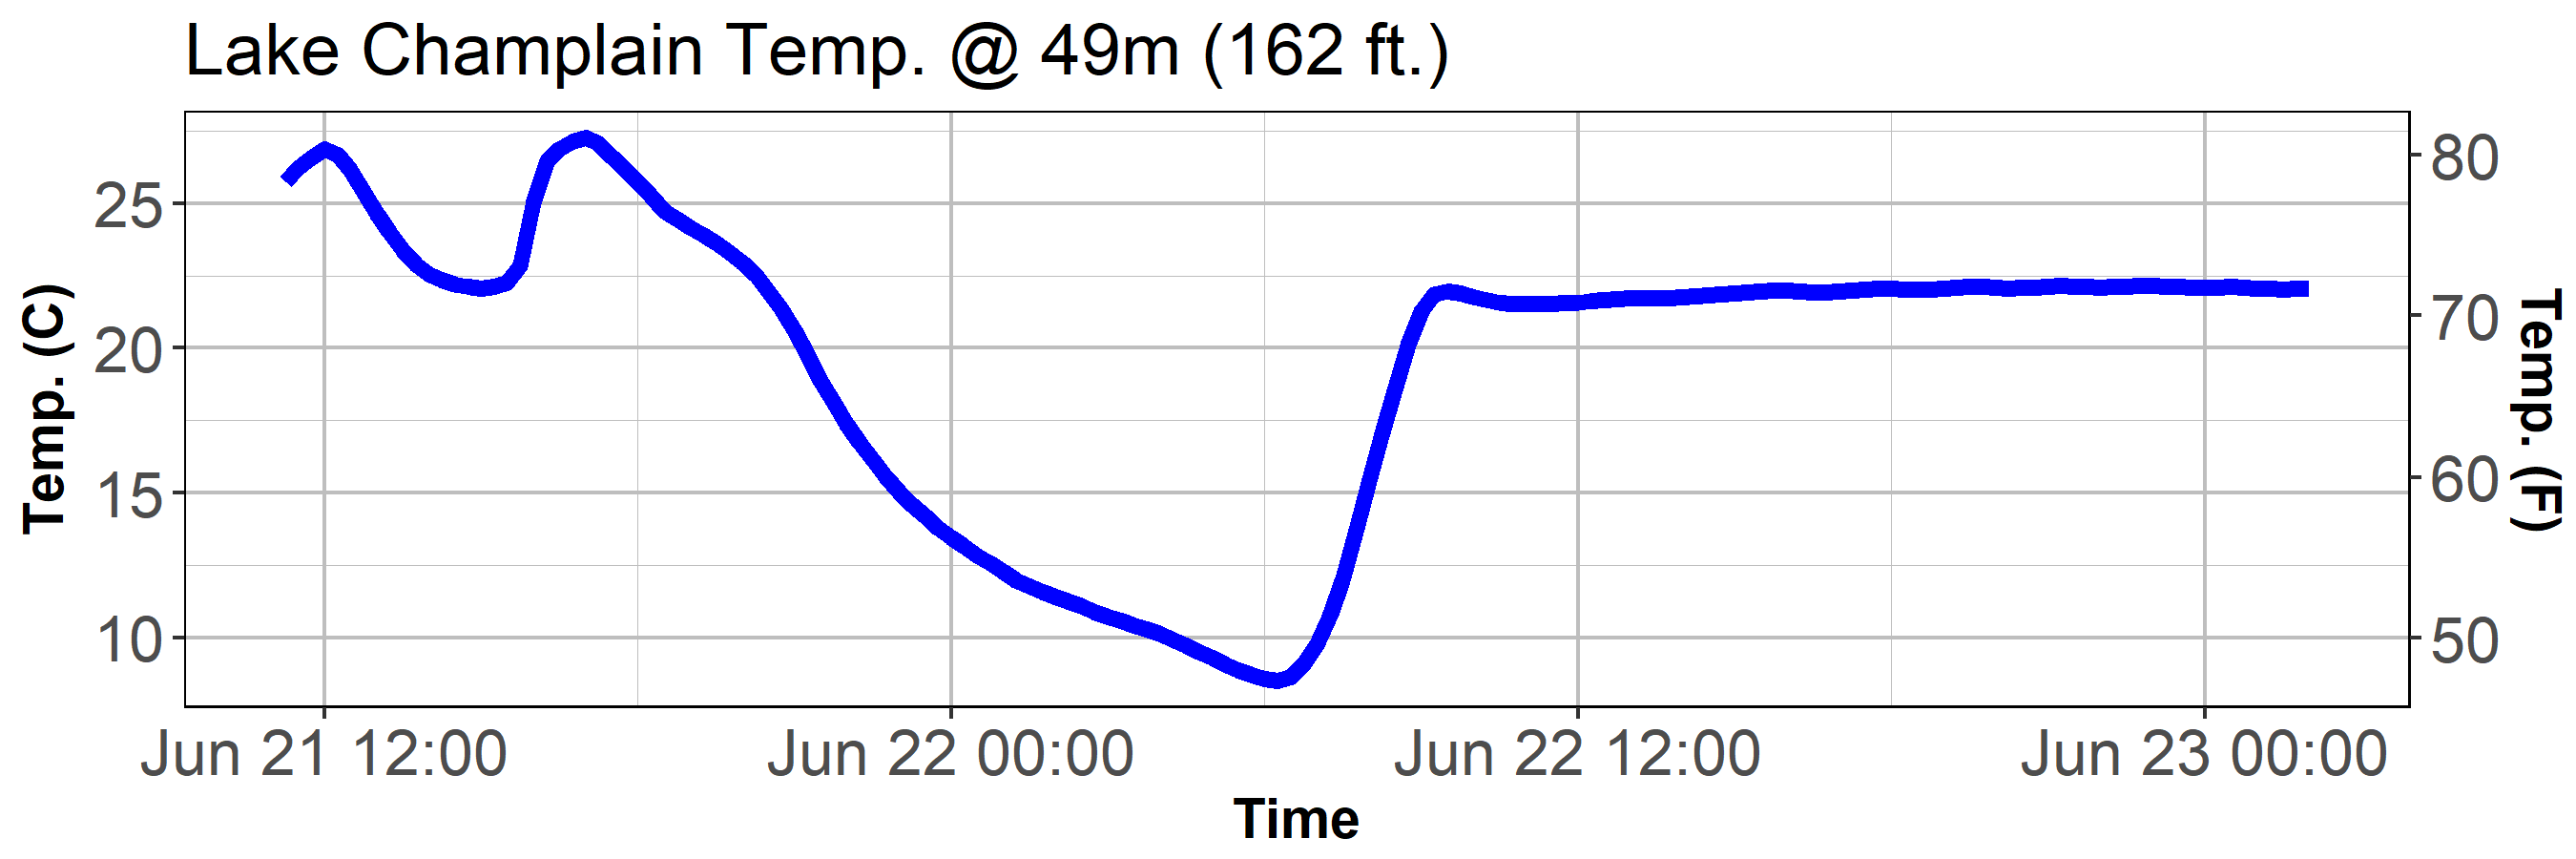 Lake Champlain Temp. @ 49m (162 ft.)
Temp. (C)
25
20
15
10
80
70
60
50
Temp. (F)
Jun 21 12:00
Jun 22 00:00
Jun 22 12:00
Jun 23 00:00
Time